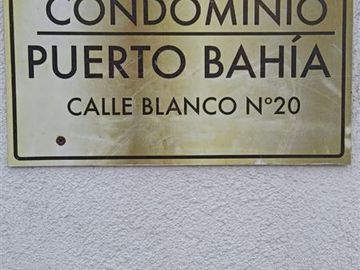 CONDOMINIO
PUERTO BAHÍA
CALLE BLANCO N°20